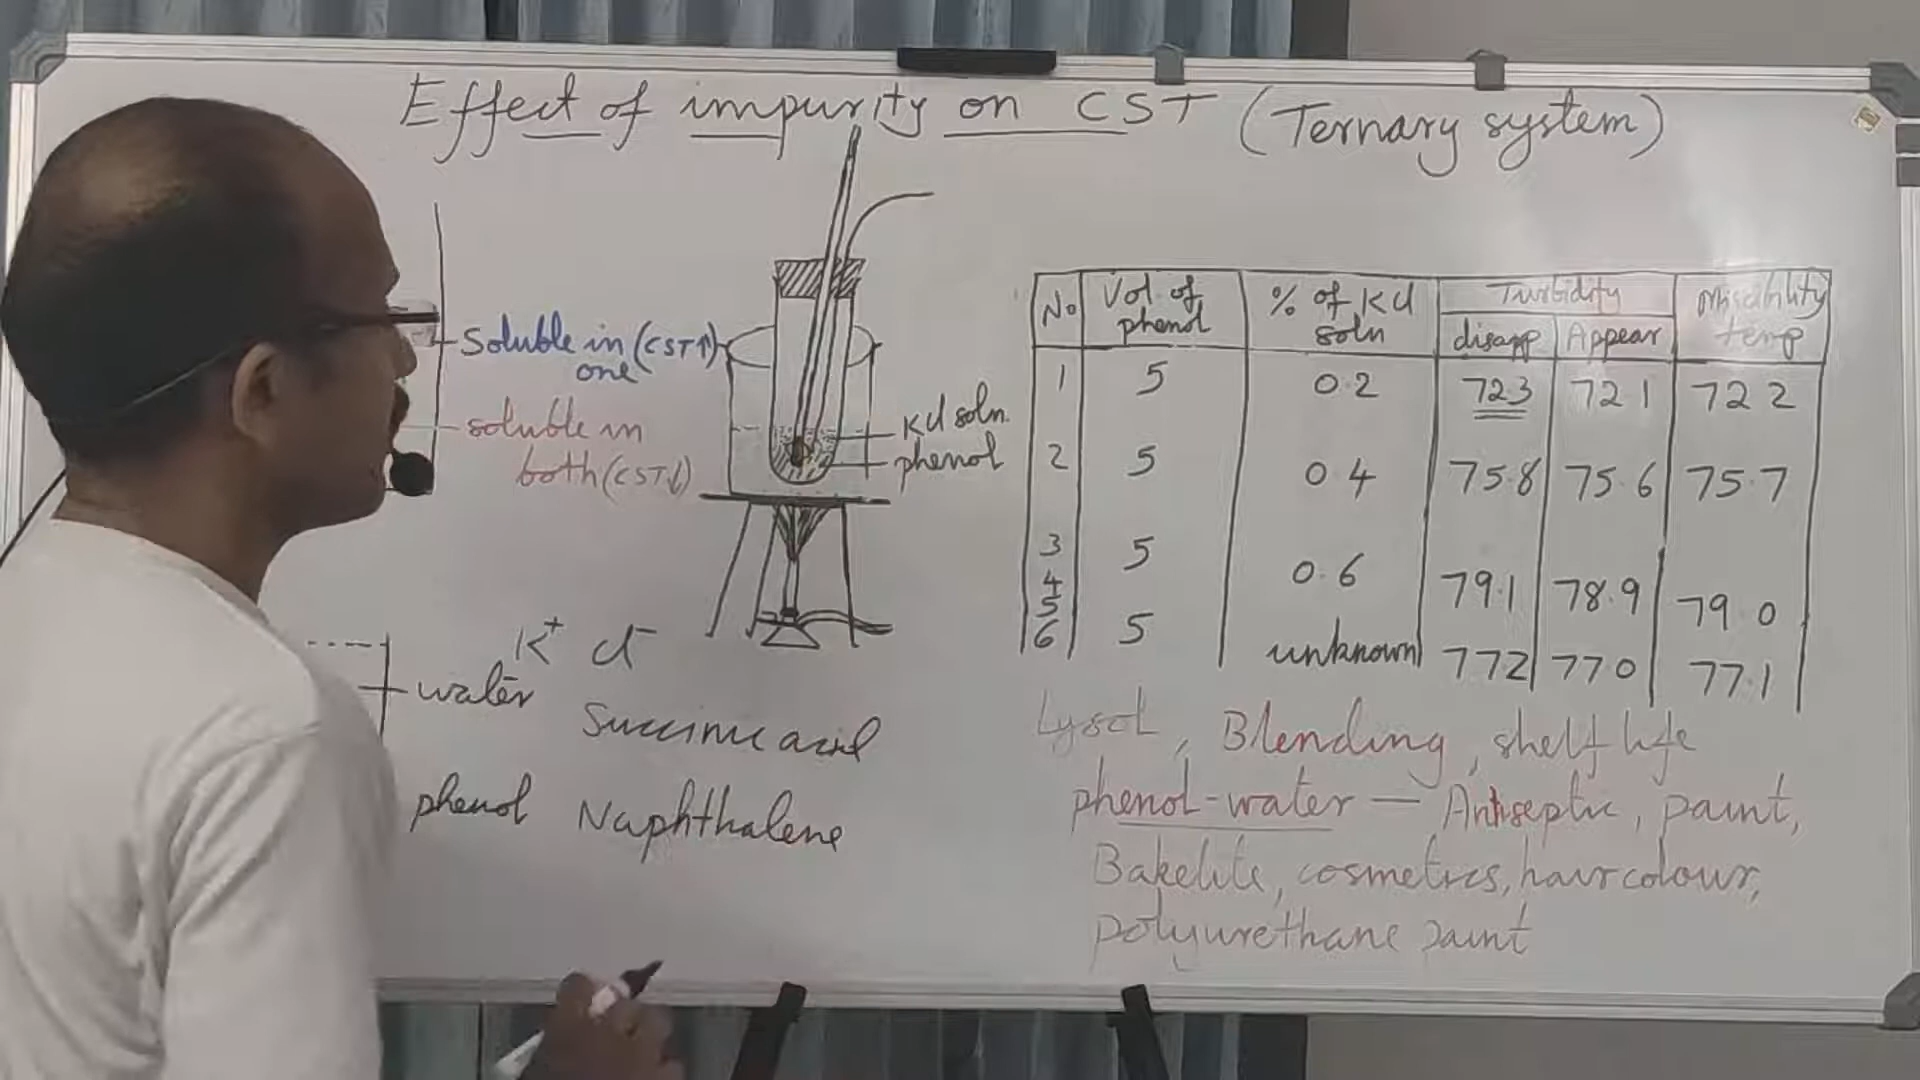 Effect of impurity on CST (Ternary system)
Soluble in (CST↑)
one
soluble in
both (CST↓)
KCl soln.
phenol
K⁺ Cl⁻
water
Succinic acid
phenol
Naphthalene
No Vol. of phenol % of KCl soln Turbidity Miscibility temp
disapp Appear
1 5 0.2 72.3 72.1 72.2
2 5 0.4 75.8 75.6 75.7
3 5 0.6 79.1 78.9 79.0
4
5
6 5 unknown 77.2 77.0 77.1
Lysol, Blending, shelf life
phenol-water — Antiseptic, paint,
Bakelite, cosmetics, hair colour,
polyurethane paint